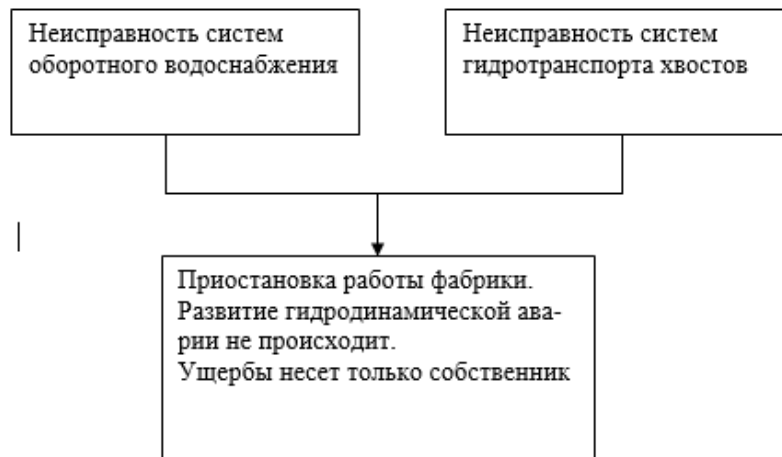 Неисправность систем
оборотного водоснабжения
Неисправность систем
гидротранспорта хвостов
Приостановка работы фабрики.
Развитие гидродинамической ава-
рии не происходит.
Ущербы несет только собственник